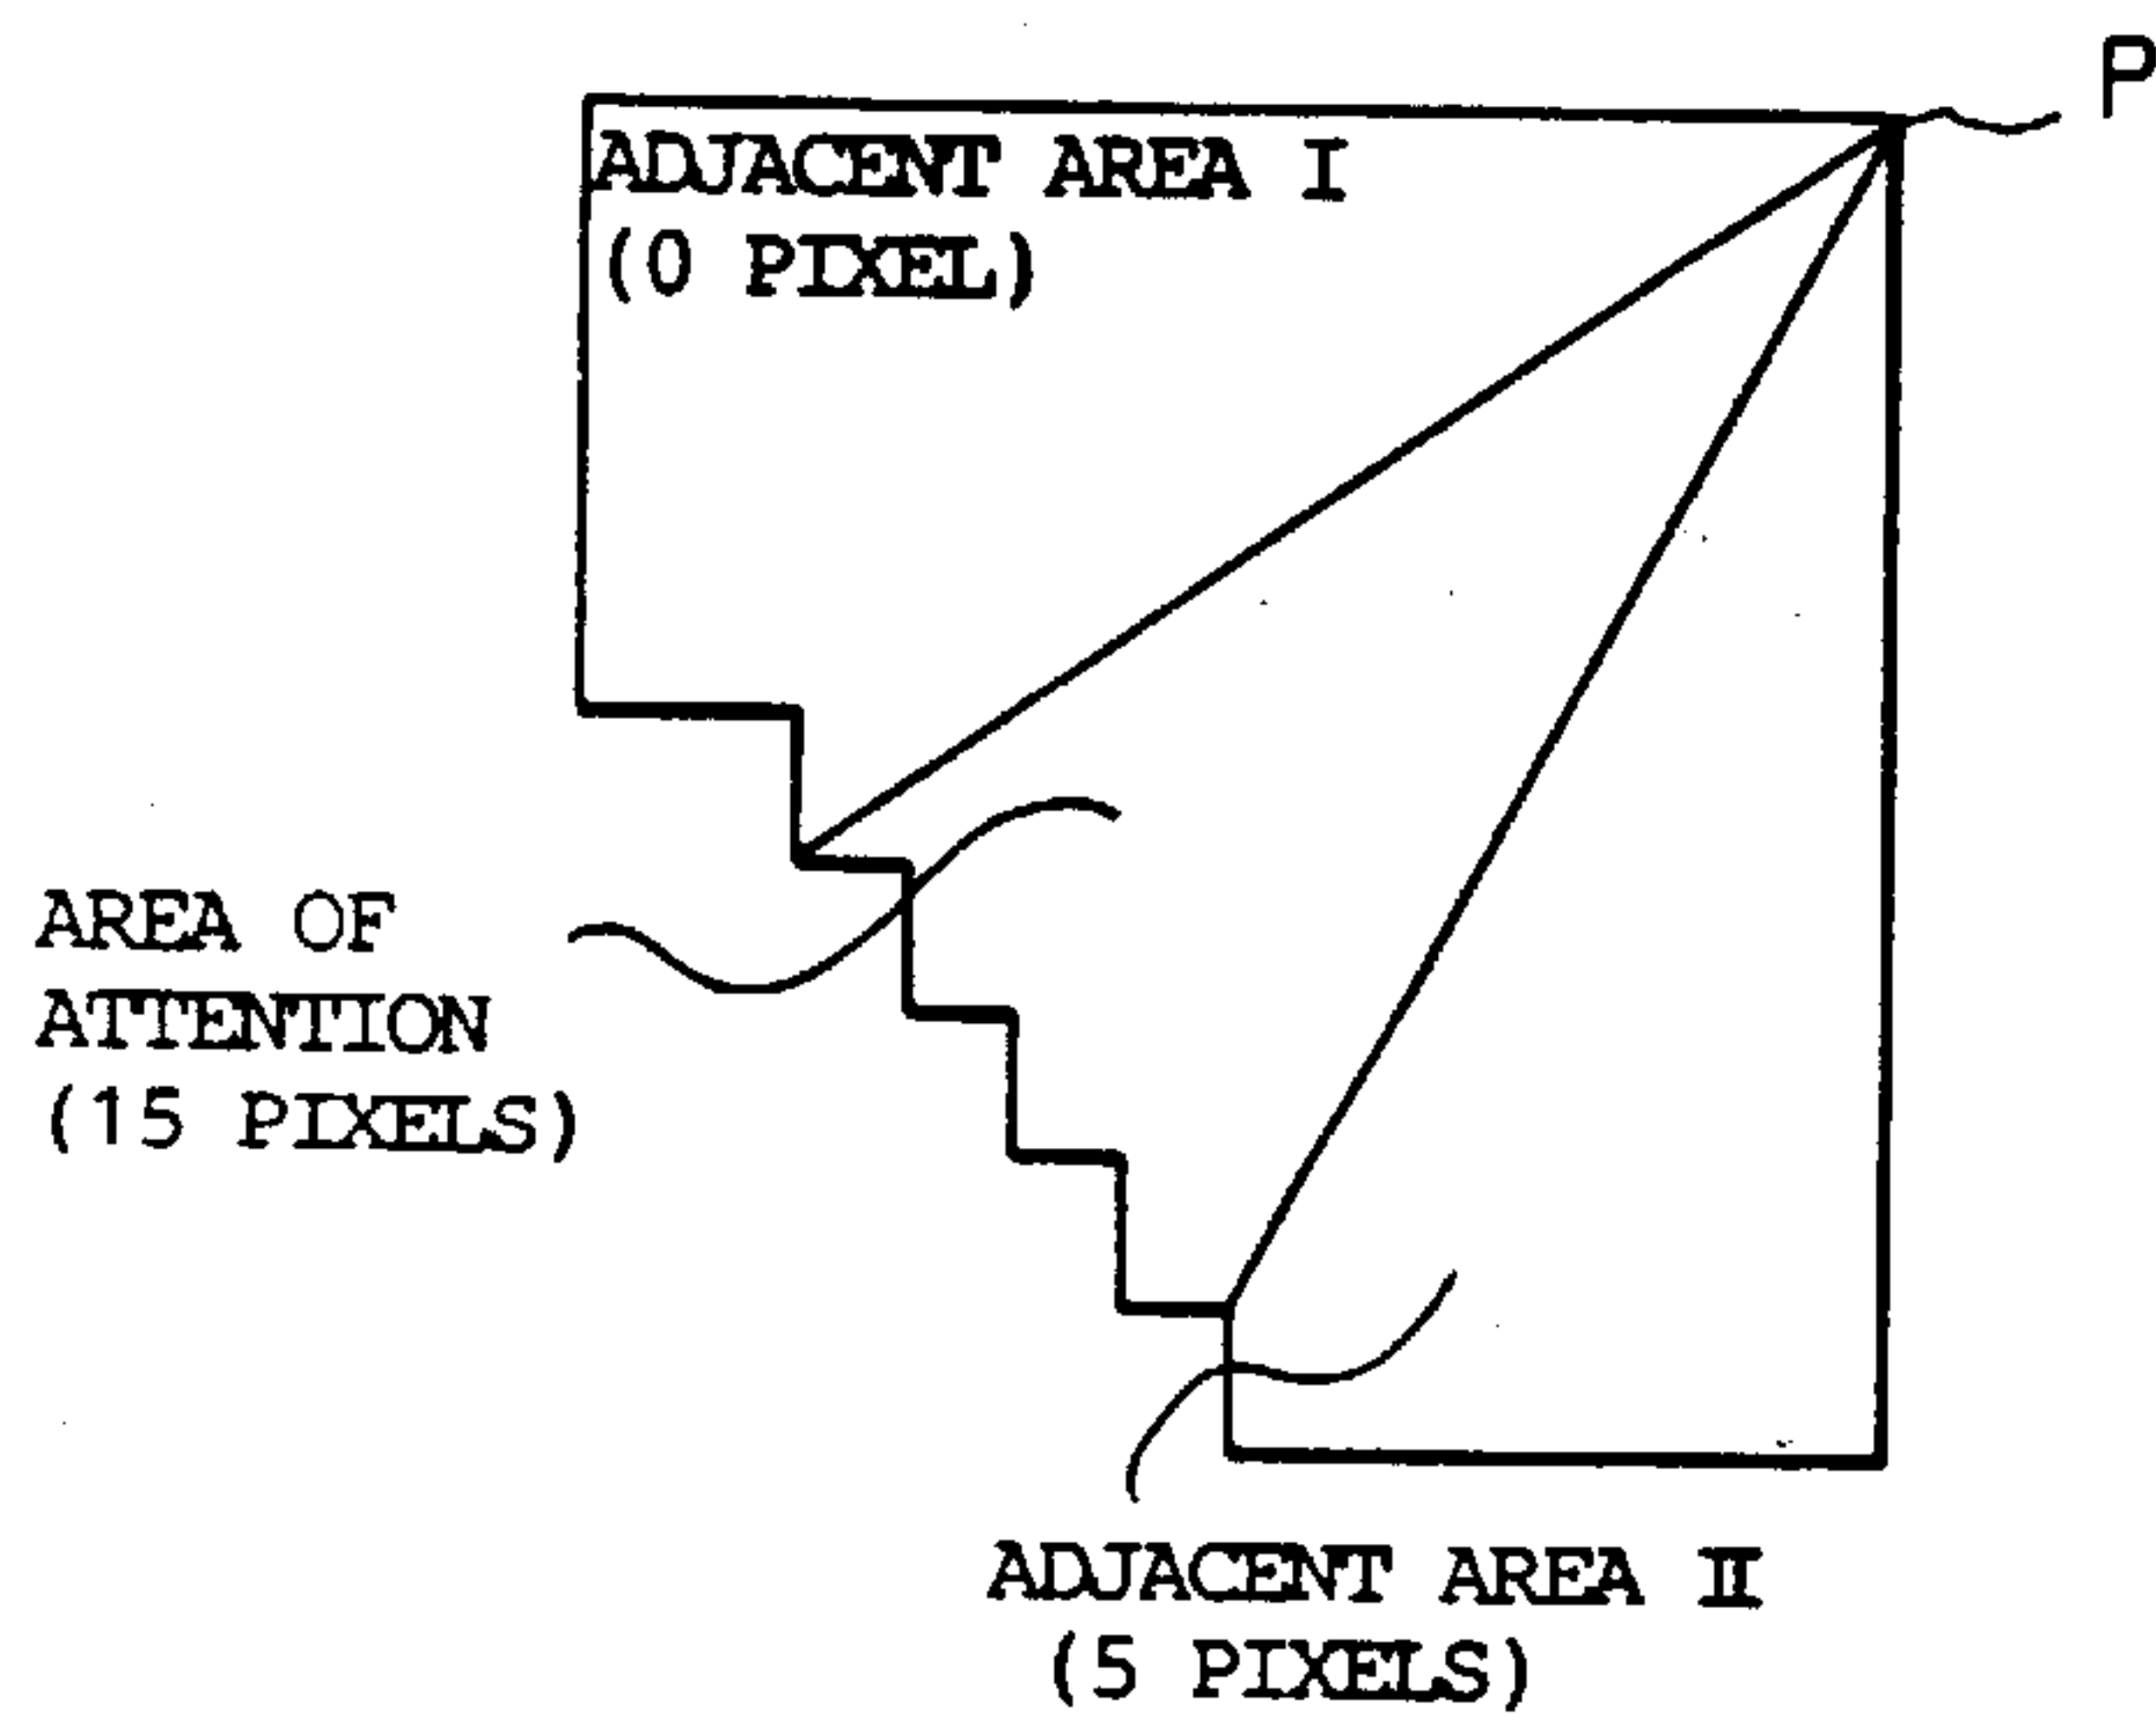 P
ADJACENT AREA I
(0 PIXEL)
AREA OF
ATTENTION
(15 PIXELS)
ADJACENT AREA II
(5 PIXELS)